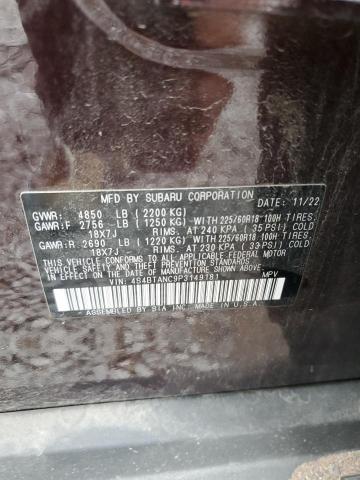 MFD BY SUBARU CORPORATION DATE: 11/22
GVWR: 4850 LB (2200 KG)
GAWR:F 2756 LB (1250 KG) WITH 225/60R18 100H TIRES.
18X7J RIMS AT 240 KPA (35 PSI) COLD
GAWR:R 2690 LB (1220 KG) WITH 225/60R18 100H TIRES.
18X7J RIMS AT 230 KPA (33 PSI) COLD
THIS VEHICLE CONFORMS TO ALL APPLICABLE FEDERAL MOTOR
VEHICLE SAFETY AND THEFT PREVENTION STANDARDS
IN EFFECT ON THE DATE OF MANUFACTURE SHOWN ABOVE.
VIN: 4S4BTANC9P3149781 MPV
ASSEMBLED BY SIA INC. MADE IN U.S.A